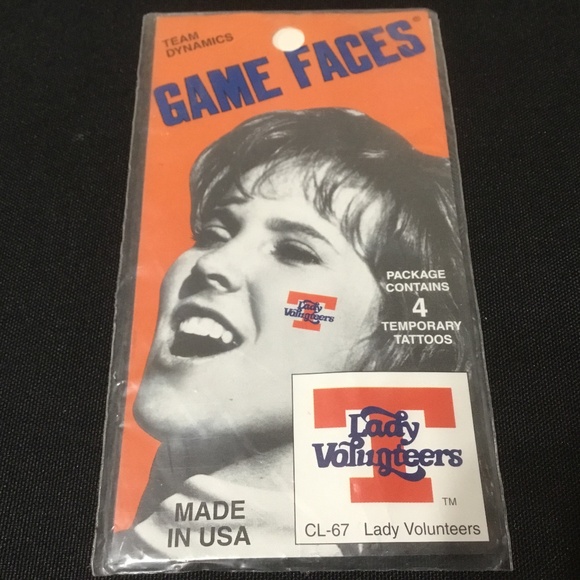 TEAM
DYNAMICS
GAME FACES®
Lady
Volunteers
PACKAGE
CONTAINS
4
TEMPORARY
TATTOOS
T
Lady
Volunteers
TM
CL-67 Lady Volunteers
MADE
IN USA